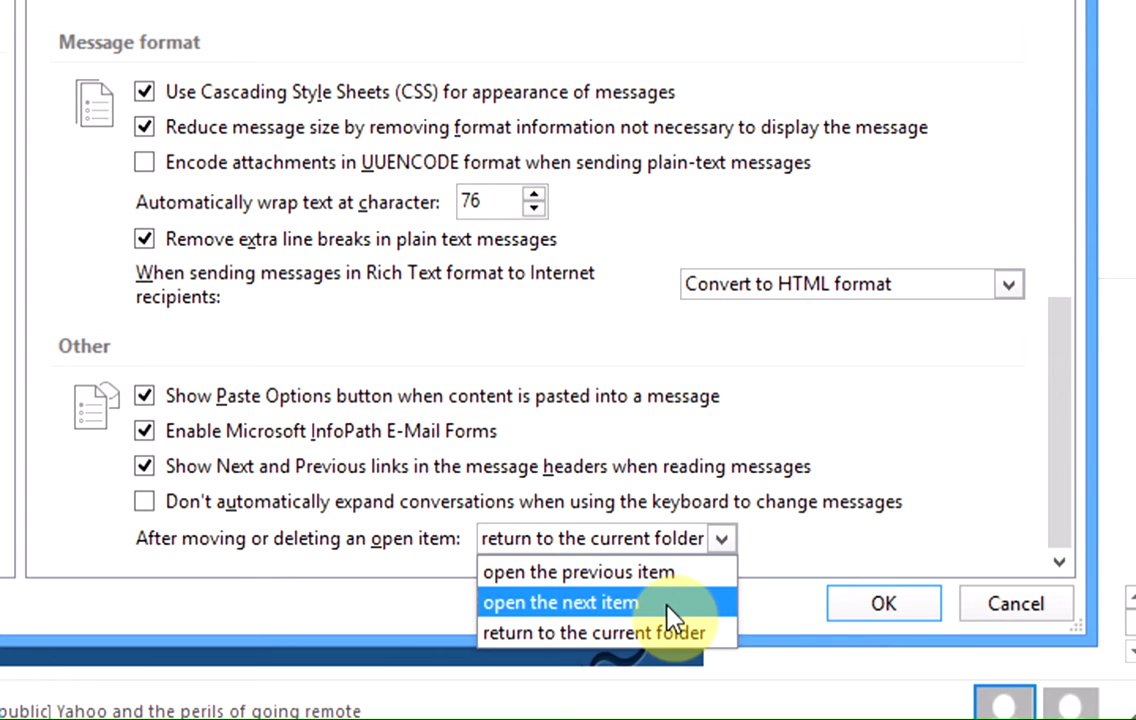 Message format
Use Cascading Style Sheets (CSS) for appearance of messages
Reduce message size by removing format information not necessary to display the message
Encode attachments in UUENCODE format when sending plain-text messages
Automatically wrap text at character: 76
Remove extra line breaks in plain text messages
When sending messages in Rich Text format to Internet
recipients:
Convert to HTML format
Other
Show Paste Options button when content is pasted into a message
Enable Microsoft InfoPath E-Mail Forms
Show Next and Previous links in the message headers when reading messages
Don't automatically expand conversations when using the keyboard to change messages
After moving or deleting an open item: return to the current folder
open the previous item
open the next item
return to the current folder
OK Cancel
public] Yahoo and the perils of going remote